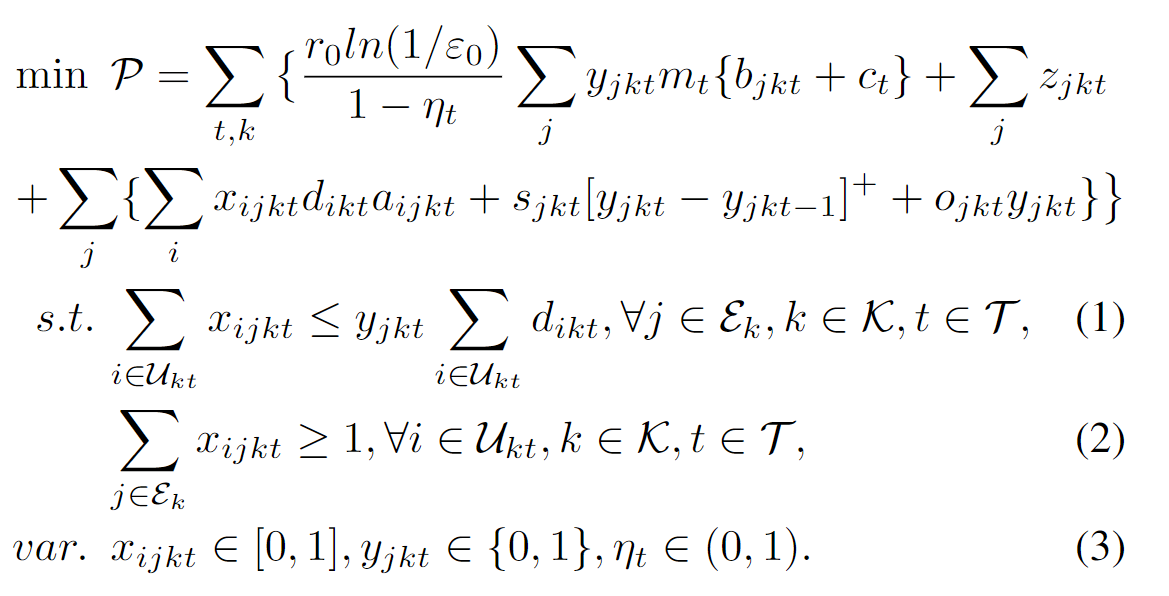 min 𝒫 = ∑_{t,k} { \frac{r_0 ln(1/ε_0)}{1 − η_t} ∑_j y_{jkt} m_t {b_{jkt} + c_t} + ∑_j z_{jkt}
+ ∑_j { ∑_i x_{ijkt} d_{ikt} a_{ijkt} + s_{jkt} [y_{jkt} − y_{jkt−1}]^+ + o_{jkt} y_{jkt} } }
s.t. ∑_{i∈𝒰_{kt}} x_{ijkt} ≤ y_{jkt} ∑_{i∈𝒰_{kt}} d_{ikt}, ∀j ∈ ℰ_k, k ∈ 𝒦, t ∈ 𝒯, (1)
∑_{j∈ℰ_k} x_{ijkt} ≥ 1, ∀i ∈ 𝒰_{kt}, k ∈ 𝒦, t ∈ 𝒯, (2)
var. x_{ijkt} ∈ [0, 1], y_{jkt} ∈ {0, 1}, η_t ∈ (0, 1). (3)